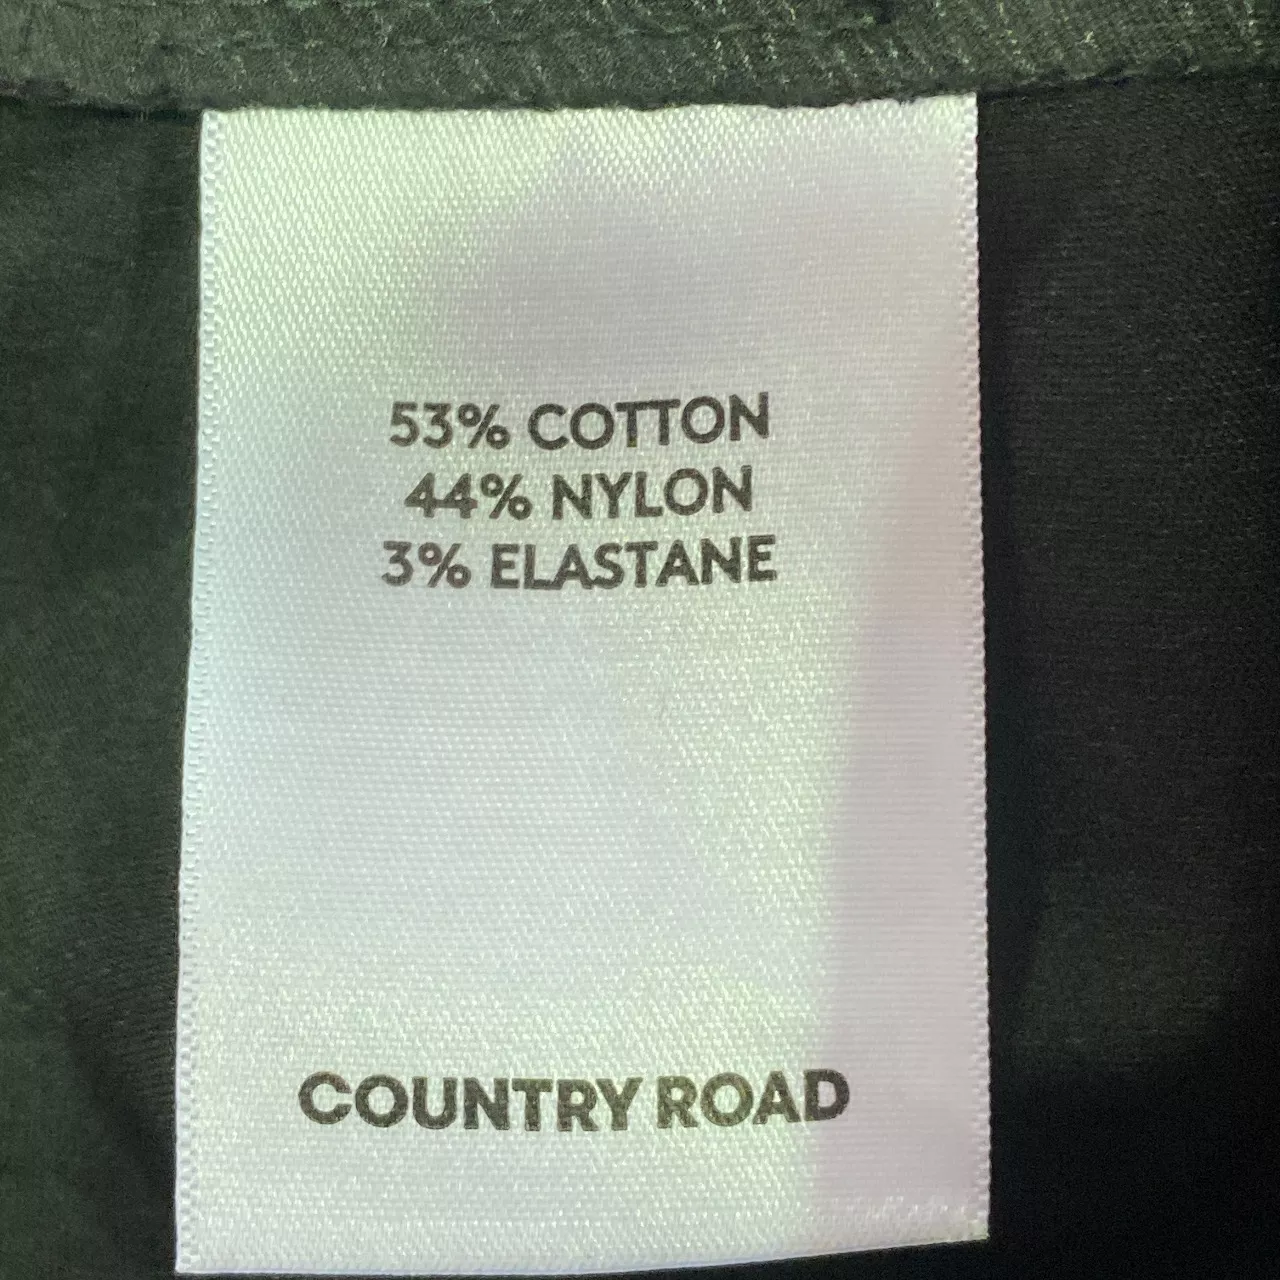 53% COTTON
44% NYLON
3% ELASTANE
COUNTRY ROAD